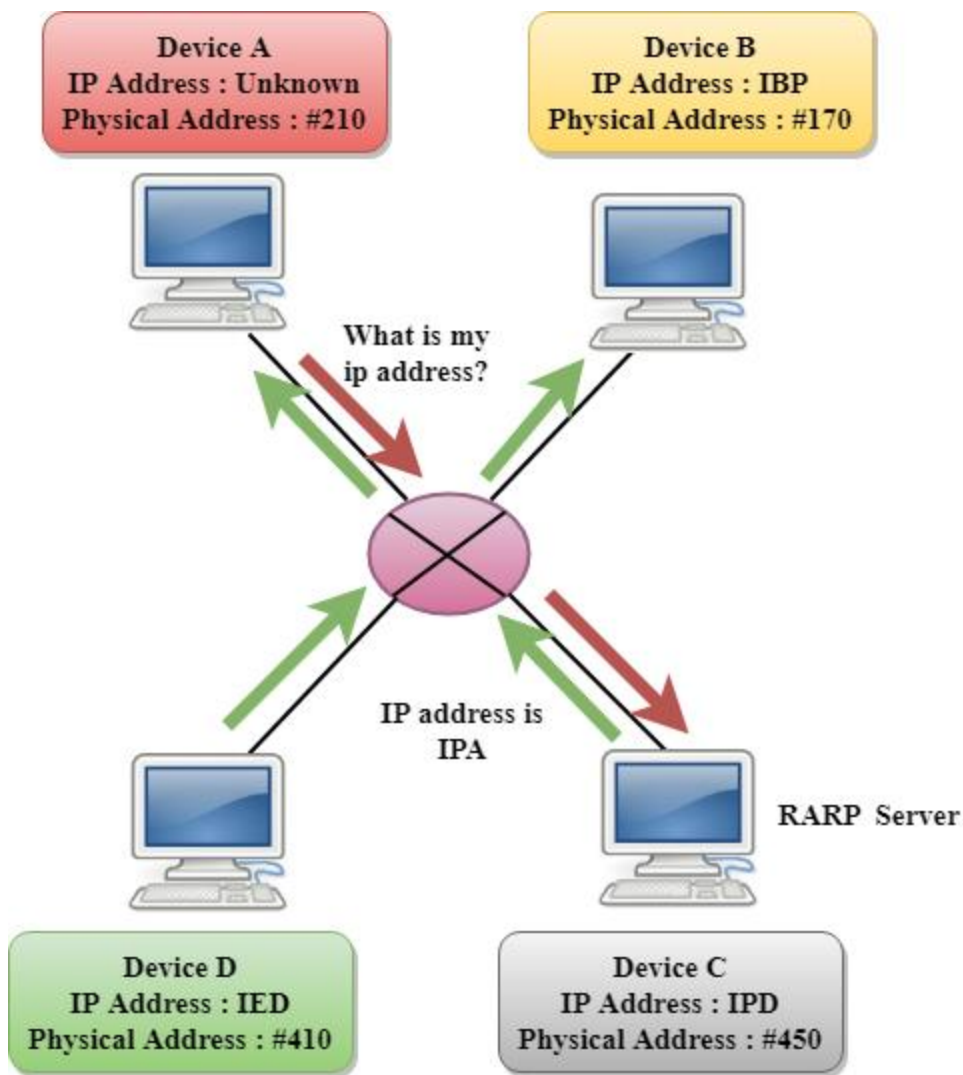 Device A
IP Address : Unknown
Physical Address : #210
Device B
IP Address : IBP
Physical Address : #170
What is my
ip address?
IP address is
IPA
RARP Server
Device D
IP Address : IED
Physical Address : #410
Device C
IP Address : IPD
Physical Address : #450